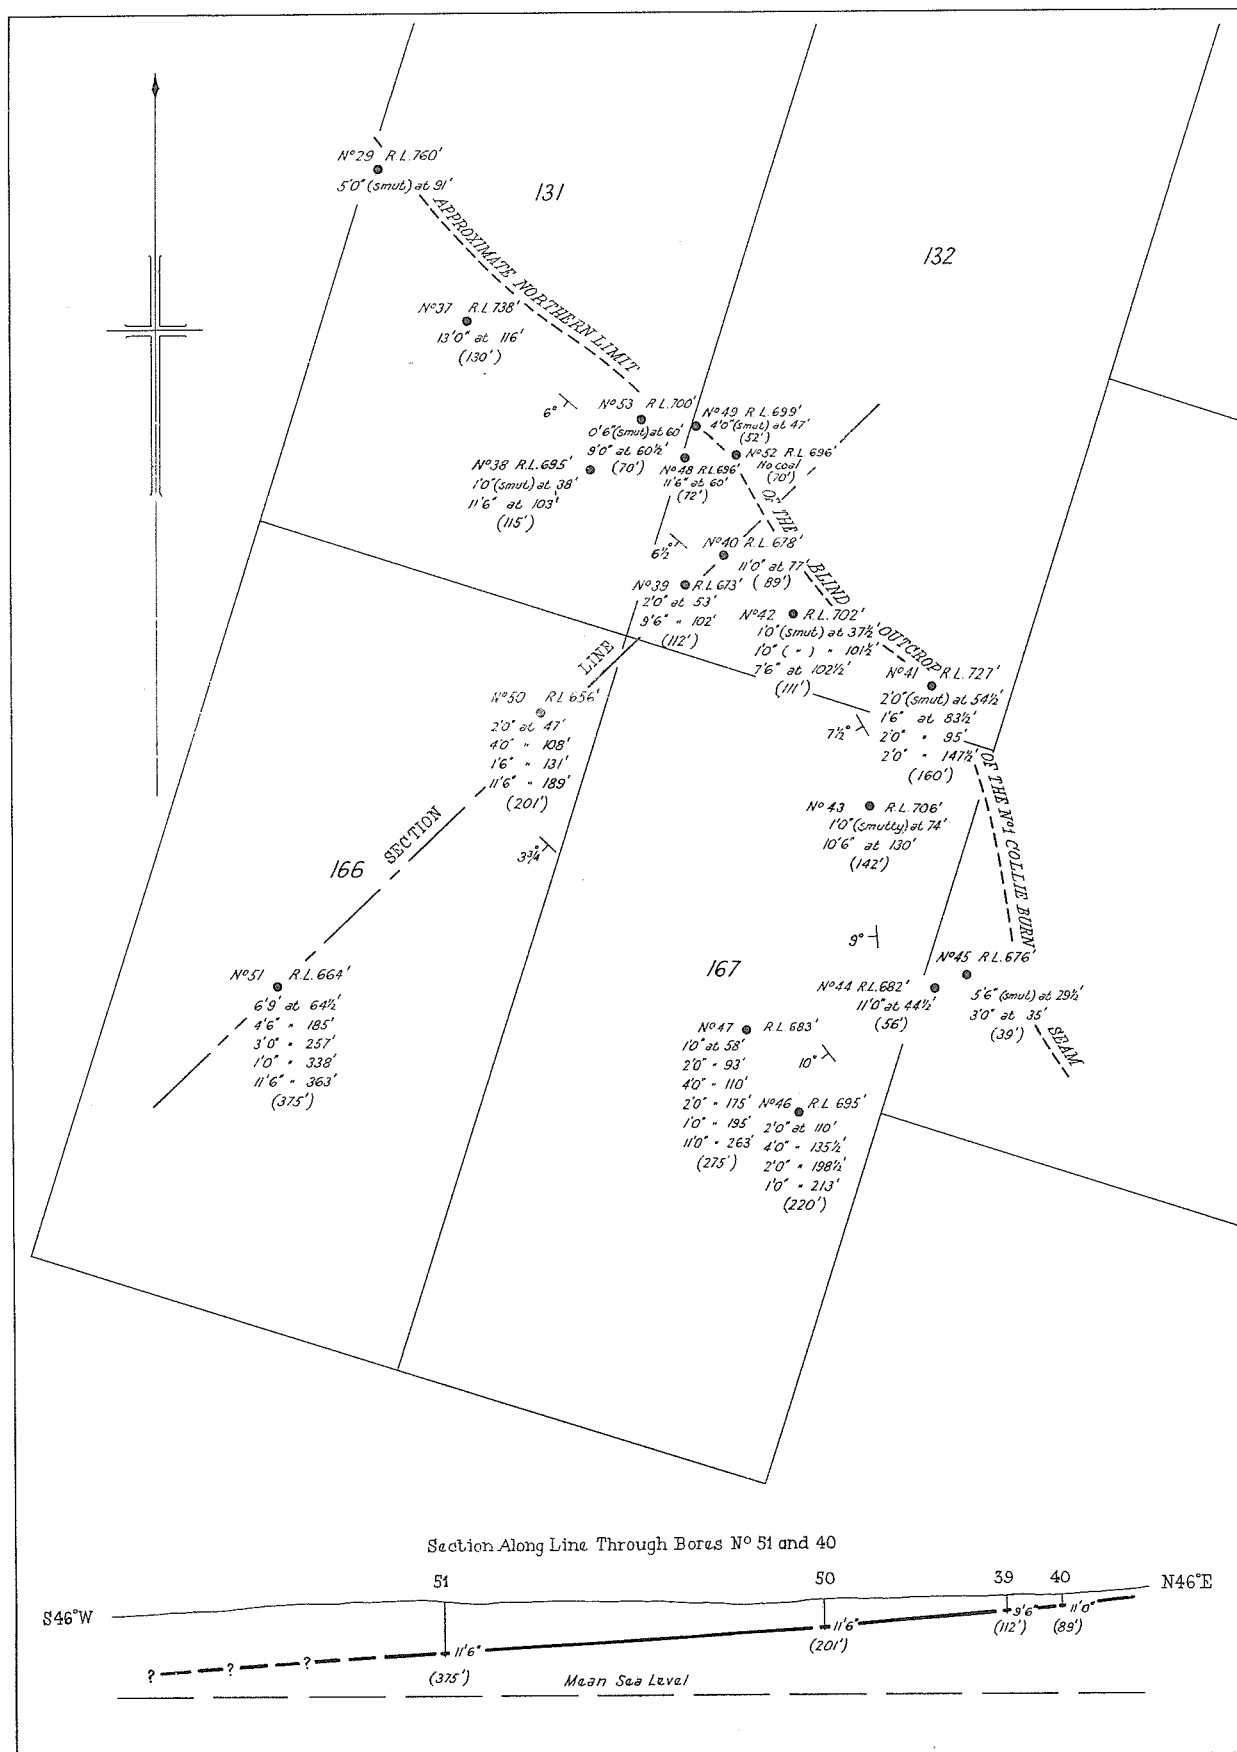 Nº29 R.L.760'
5'0" (smut) at 91'
131
132
APPROXIMATE NORTHERN LIMIT
Nº37 R.L.738'
13'0" at 116'
(130')
6°
Nº53 R.L.700'
0'6" (smut) at 60'
9'0" at 60½'
(70')
Nº49 R.L.699'
4'0" (smut) at 47'
(52')
Nº52 R.L.696'
No coal
(70')
Nº38 R.L.695'
1'0" (smut) at 38'
11'6" at 103'
(115')
Nº48 R.L.696'
11'6" at 60'
(72')
OF THE
BLIND
OUTCROP
6½°
Nº40 R.L.678'
11'0" at 77'
(89')
Nº39 R.L.673'
2'0" at 53'
9'6" " 102'
(112')
Nº42 R.L.702'
1'0" (smut) at 37½'
1'0" ( " ) " 101½'
7'6" at 102½'
(111')
Nº41 R.L.727'
2'0" (smut) at 54½'
1'6" at 83½'
2'0" " 95'
2'0" " 147½'
(160')
LINE
Nº50 R.L.656'
2'0" at 47'
4'0" " 108'
1'6" " 131'
11'6" " 189'
(201')
7½°
OF THE Nº1 COLLIE BURN
Nº43 R.L.706'
1'0" (smutty) at 74'
10'6" at 130'
(142')
SECTION
3¾°
166
9°
167
Nº51 R.L.664'
6'9' at 64½'
4'6" " 185'
3'0" " 257'
1'0" " 338'
11'6" " 363'
(375')
Nº44 R.L.682'
11'0" at 44½'
(56')
Nº45 R.L.676'
5'6" (smut) at 29½'
3'0" at 35'
(39')
SEAM
Nº47 R.L.683'
1'0" at 58'
2'0" " 93'
4'0" " 110'
2'0" " 175'
1'0" " 195'
11'0" " 263'
(275')
10°
Nº46 R.L.695'
2'0" at 110'
4'0" " 135½'
2'0" " 198½'
1'0" " 213'
(220')
Section Along Line Through Bores Nº 51 and 40
51 50 39 40
S46°W N46°E
? ? ?
11'6" 11'6" 9'6" 11'0"
(375') (201') (112') (89')
Mean Sea Level